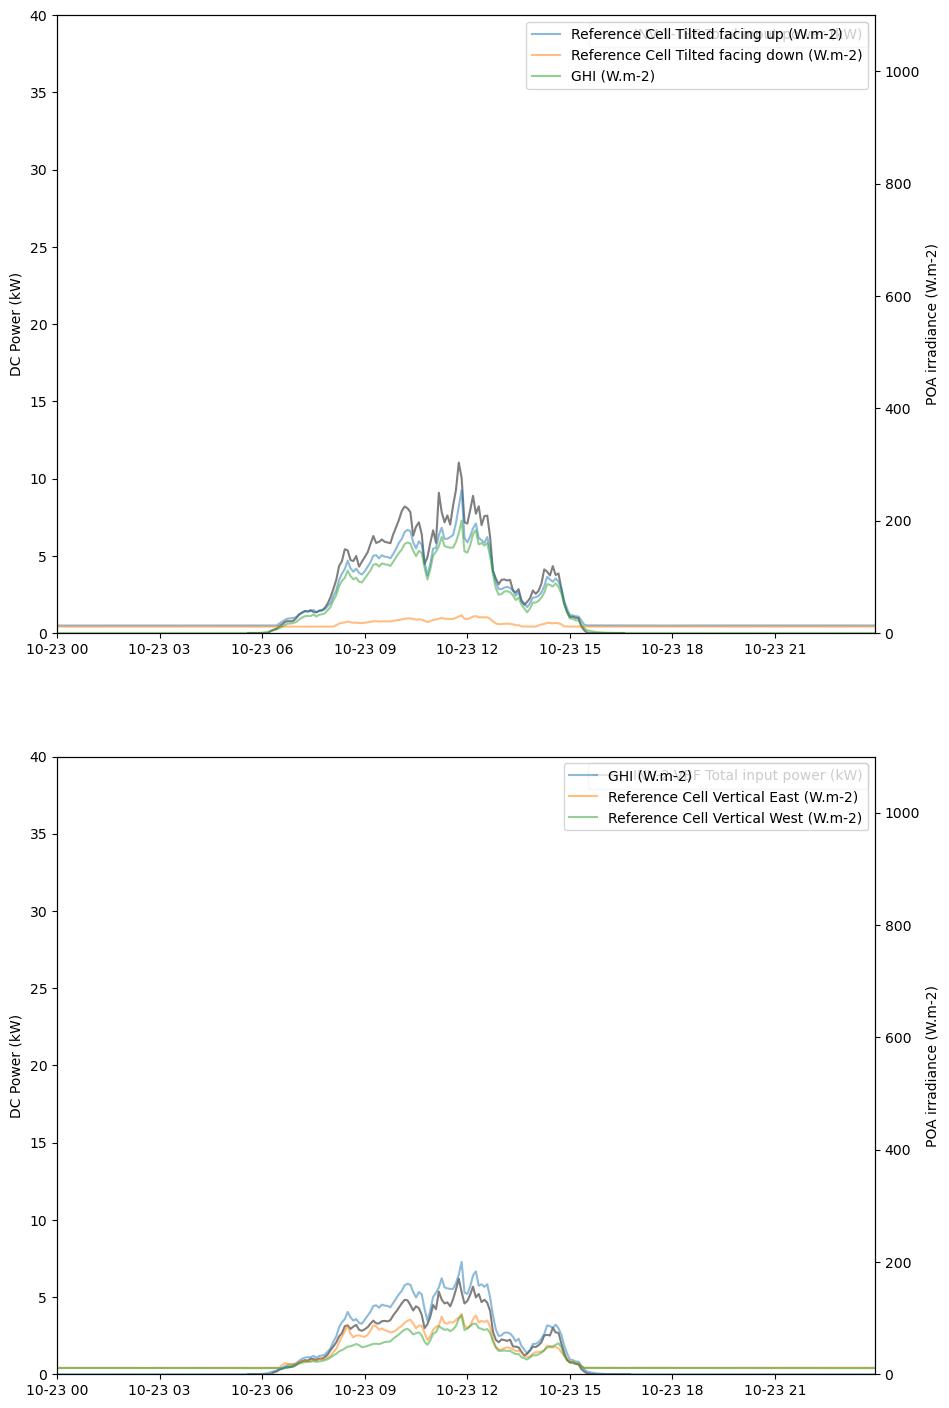 40
35
30
25
20
15
10
5
0
DC Power (kW)
Reference Cell Tilted facing up (W.m-2)
Reference Cell Tilted facing down (W.m-2)
GHI (W.m-2)
1000
800
600
400
200
0
POA irradiance (W.m-2)
10-23 00 10-23 03 10-23 06 10-23 09 10-23 12 10-23 15 10-23 18 10-23 21
40
35
30
25
20
15
10
5
0
DC Power (kW)
GHI (W.m-2) Total input power (kW)
Reference Cell Vertical East (W.m-2)
Reference Cell Vertical West (W.m-2)
1000
800
600
400
200
0
POA irradiance (W.m-2)
10-23 00 10-23 03 10-23 06 10-23 09 10-23 12 10-23 15 10-23 18 10-23 21